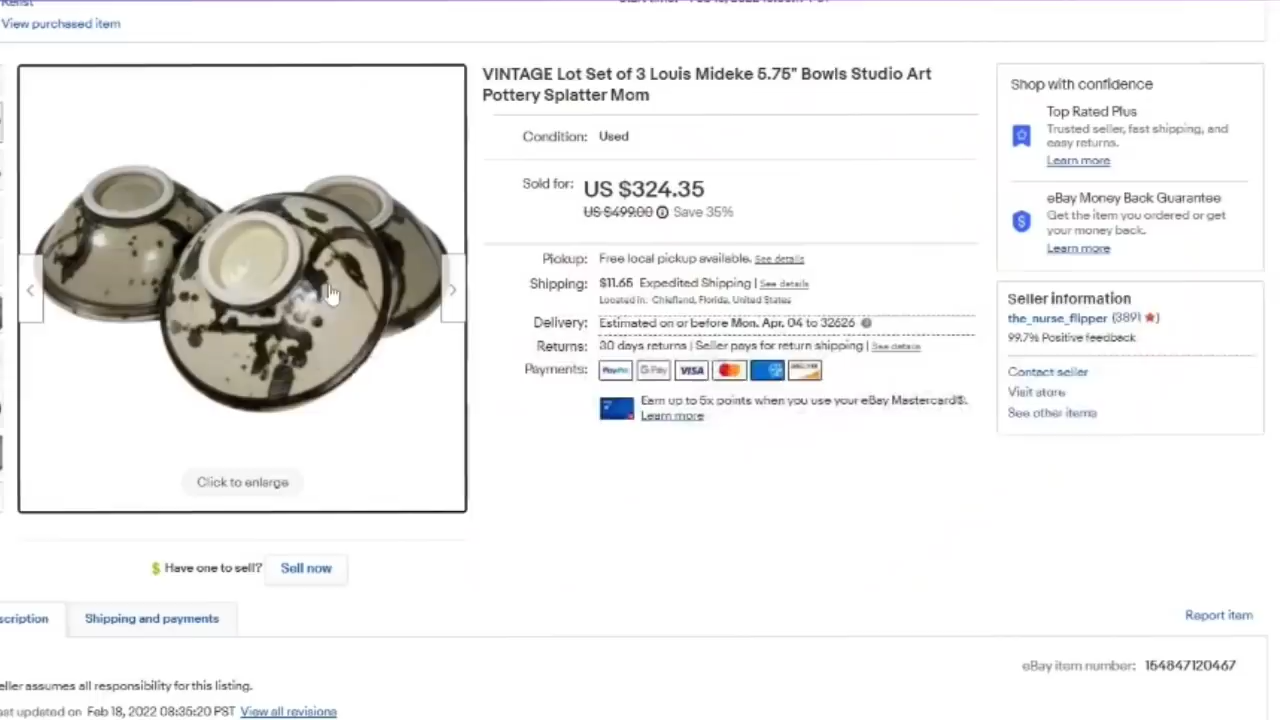 View purchased item
VINTAGE Lot Set of 3 Louis Mideke 5.75" Bowls Studio Art
Pottery Splatter Mom
Condition: Used
Sold for: US $324.35
US $499.00 Save 35%
Pickup: Free local pickup available. See details
Shipping: $11.65 Expedited Shipping | See details
Located in: Chiefland, Florida, United States
Delivery: Estimated on or before Mon. Apr. 04 to 32626
Returns: 30 days returns | Seller pays for return shipping | See details
Payments: PayPal G Pay VISA
Earn up to 5x points when you use your eBay Mastercard®.
Learn more
Click to enlarge
Have one to sell? Sell now
Shop with confidence
Top Rated Plus
Trusted seller, fast shipping, and
easy returns.
Learn more
eBay Money Back Guarantee
Get the item you ordered or get
your money back.
Learn more
Seller information
the_nurse_flipper (389)
99.7% Positive feedback
Contact seller
Visit store
See other items
scription
Shipping and payments
Report item
eBay item number: 154847120467
eller assumes all responsibility for this listing.
ast updated on Feb 18, 2022 08:35:20 PST View all revisions